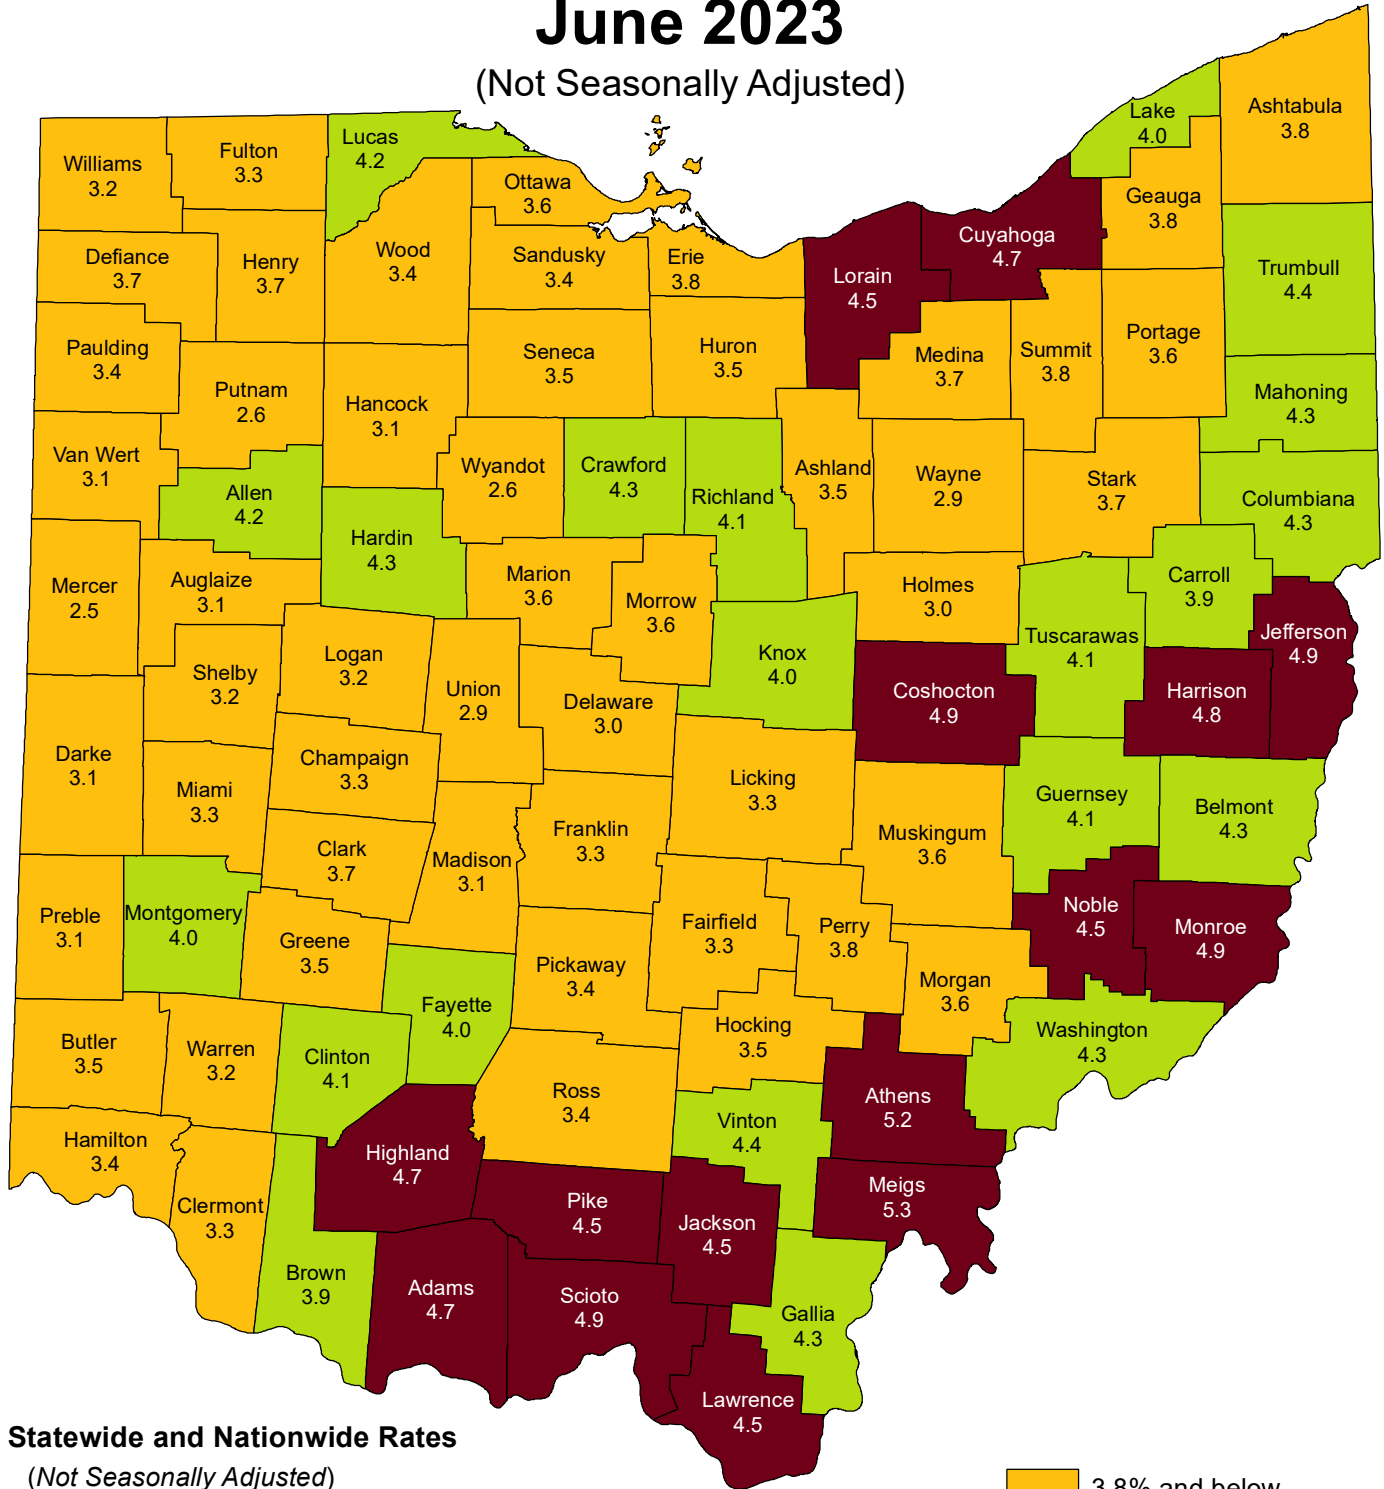 June 2023
(Not Seasonally Adjusted)
Lake
4.0
Ashtabula
3.8
Lucas
4.2
Fulton
3.3
Williams
3.2
Ottawa
3.6
Geauga
3.8
Cuyahoga
4.7
Wood
3.4
Sandusky
3.4
Erie
3.8
Defiance
3.7
Henry
3.7
Lorain
4.5
Trumbull
4.4
Paulding
3.4
Seneca
3.5
Huron
3.5
Medina
3.7
Summit
3.8
Portage
3.6
Putnam
2.6
Hancock
3.1
Mahoning
4.3
Van Wert
3.1
Wyandot
2.6
Crawford
4.3
Richland
4.1
Ashland
3.5
Wayne
2.9
Stark
3.7
Columbiana
4.3
Allen
4.2
Hardin
4.3
Mercer
2.5
Auglaize
3.1
Marion
3.6
Morrow
3.6
Holmes
3.0
Carroll
3.9
Tuscarawas
4.1
Jefferson
4.9
Shelby
3.2
Logan
3.2
Union
2.9
Delaware
3.0
Knox
4.0
Coshocton
4.9
Harrison
4.8
Darke
3.1
Miami
3.3
Champaign
3.3
Licking
3.3
Guernsey
4.1
Belmont
4.3
Clark
3.7
Madison
3.1
Franklin
3.3
Muskingum
3.6
Preble
3.1
Montgomery
4.0
Greene
3.5
Fairfield
3.3
Perry
3.8
Noble
4.5
Monroe
4.9
Pickaway
3.4
Morgan
3.6
Fayette
4.0
Hocking
3.5
Washington
4.3
Butler
3.5
Warren
3.2
Clinton
4.1
Ross
3.4
Athens
5.2
Vinton
4.4
Hamilton
3.4
Highland
4.7
Clermont
3.3
Pike
4.5
Jackson
4.5
Meigs
5.3
Brown
3.9
Adams
4.7
Scioto
4.9
Gallia
4.3
Lawrence
4.5
Statewide and Nationwide Rates
(Not Seasonally Adjusted)
3.8% and below